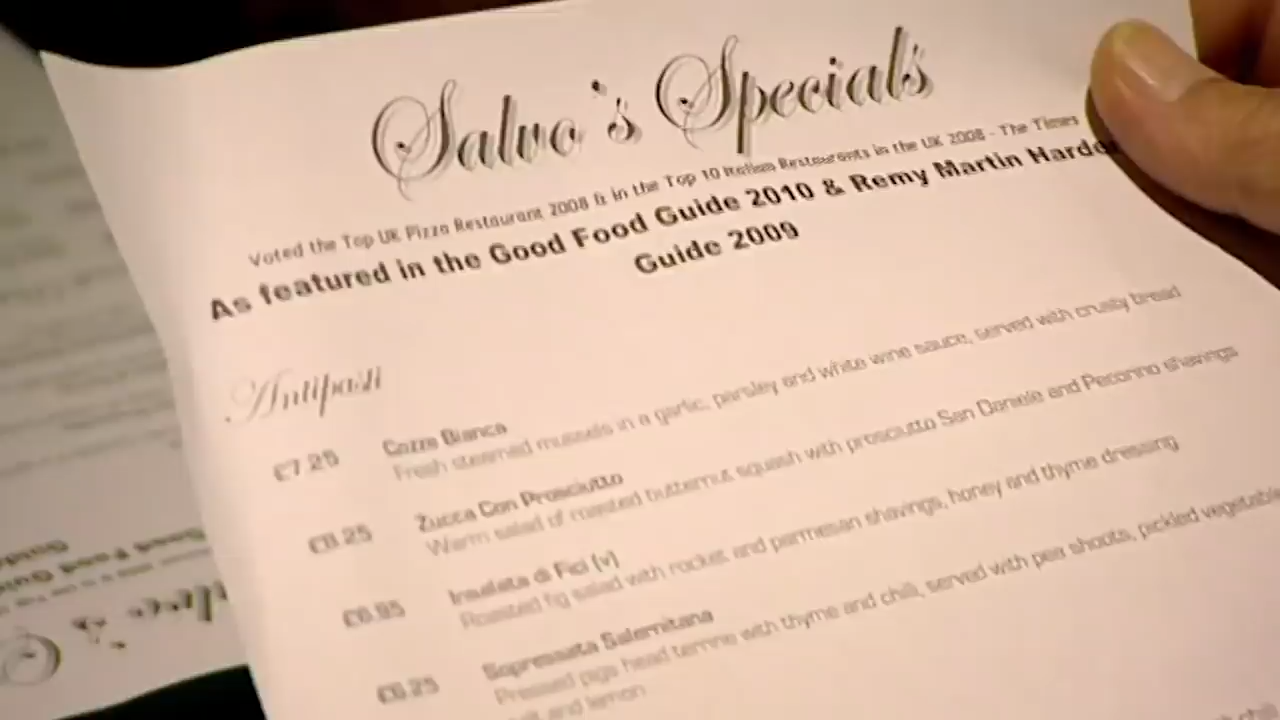 Salvo's Specials
Voted the Top UK Pizza Restaurant 2008 & in the Top 10 Italian Restaurants in the UK 2008 - The Times
As featured in the Good Food Guide 2010 & Remy Martin Harden
Guide 2009
Antipasti
£7.25 Cozze Bianca
Fresh steamed mussels in a garlic, parsley and white wine sauce, served with crusty bread
Zucca Con Prosciutto
Warm salad of roasted butternut squash with prosciutto San Daniele and Pecorino shavings
£6.95 Insalata di Fici (v)
Roasted fig salad with rocket and parmesan shavings, honey and thyme dressing
£6.25 Sopressata Salernitana
Pressed pigs head terrine with thyme and chilli, served with pea shoots, pickled vegetable
and lemon